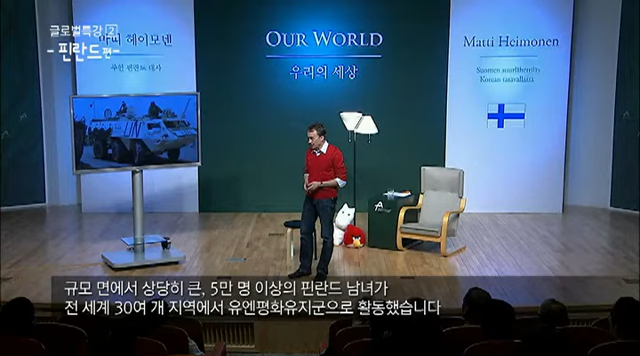 글로벌특강 2
- 핀란드편 -
마띠 헤이모넨
주한 핀란드 대사
OUR WORLD
우리의 세상
Matti Heimonen
Suomen suurlähettiläs
Korean tasavallassa
UN
규모 면에서 상당히 큰, 5만 명 이상의 핀란드 남녀가
전 세계 30여 개 지역에서 유엔평화유지군으로 활동했습니다